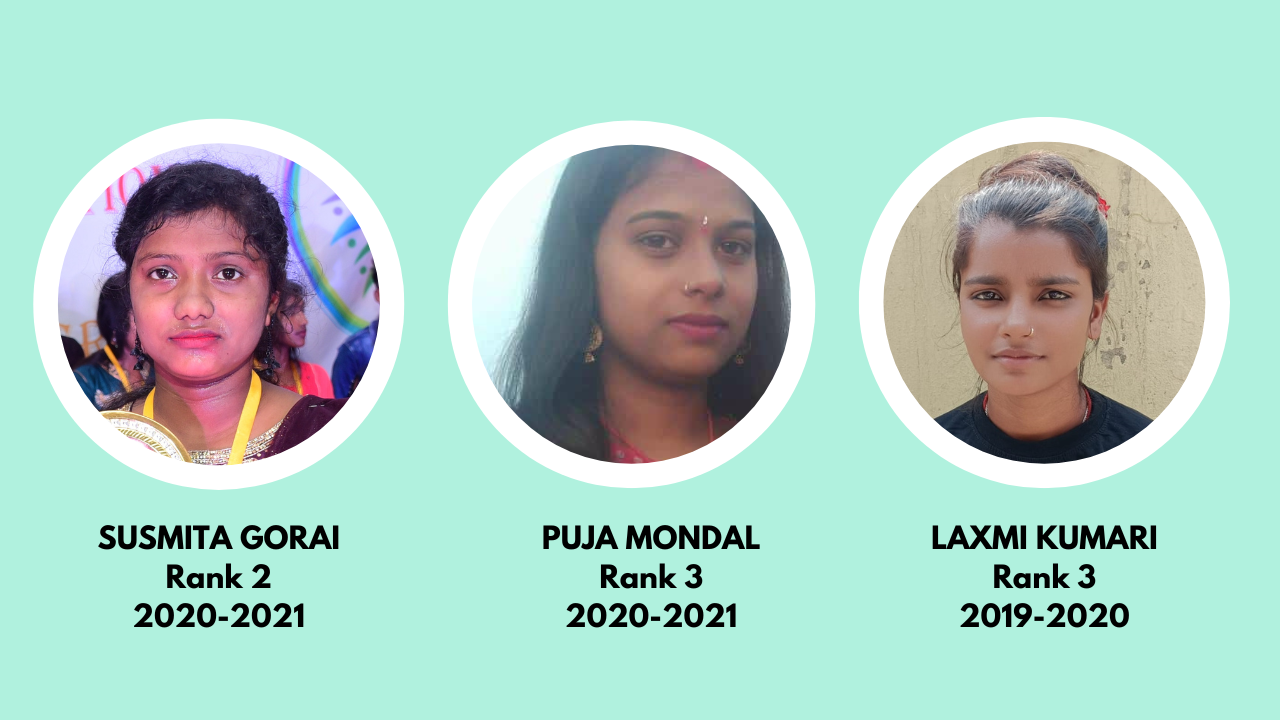 SUSMITA GORAI
Rank 2
2020-2021
PUJA MONDAL
Rank 3
2020-2021
LAXMI KUMARI
Rank 3
2019-2020